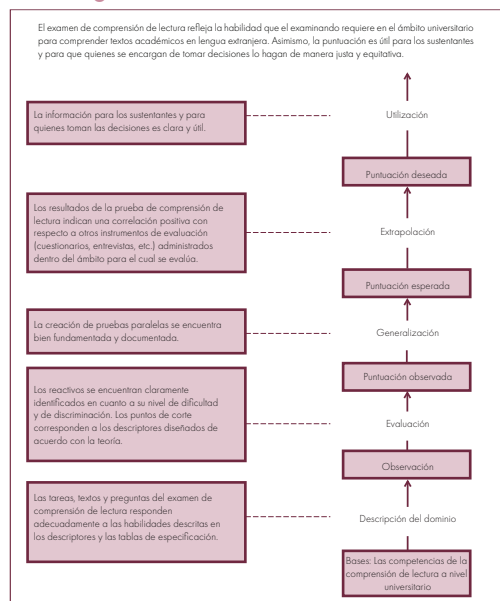 El examen de comprensión de lectura refleja la habilidad que el examinando requiere en el ámbito universitario
para comprender textos académicos en lengua extranjera. Asimismo, la puntuación es útil para los sustentantes
y para que quienes se encargan de tomar decisiones lo hagan de manera justa y equitativa.
La información para los sustentantes y para
quienes toman las decisiones es clara y útil.
Utilización
Puntuación deseada
Los resultados de la prueba de comprensión de
lectura indican una correlación positiva con
respecto a otros instrumentos de evaluación
(cuestionarios, entrevistas, etc.) administrados
dentro del ámbito para el cual se evalúa.
Extrapolación
Puntuación esperada
La creación de pruebas paralelas se encuentra
bien fundamentada y documentada.
Generalización
Puntuación observada
Los reactivos se encuentran claramente
identificados en cuanto a su nivel de dificultad
y de discriminación. Los puntos de corte
corresponden a los descriptores diseñados de
acuerdo con la teoría.
Evaluación
Observación
Las tareas, textos y preguntas del examen de
comprensión de lectura responden
adecuadamente a las habilidades descritas en
los descriptores y las tablas de especificación.
Descripción del dominio
Bases: Las competencias de la
comprensión de lectura a nivel
universitario